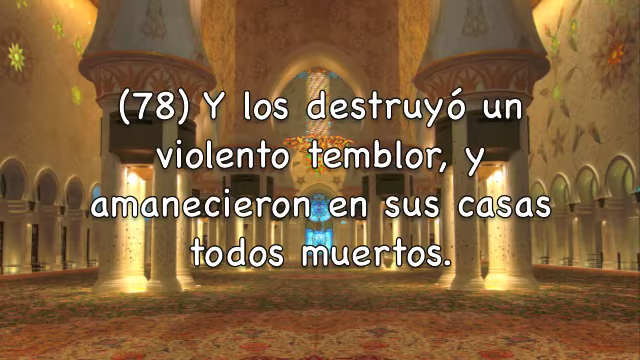 (78) Y los destruyó un
violento temblor, y
amanecieron en sus casas
todos muertos.